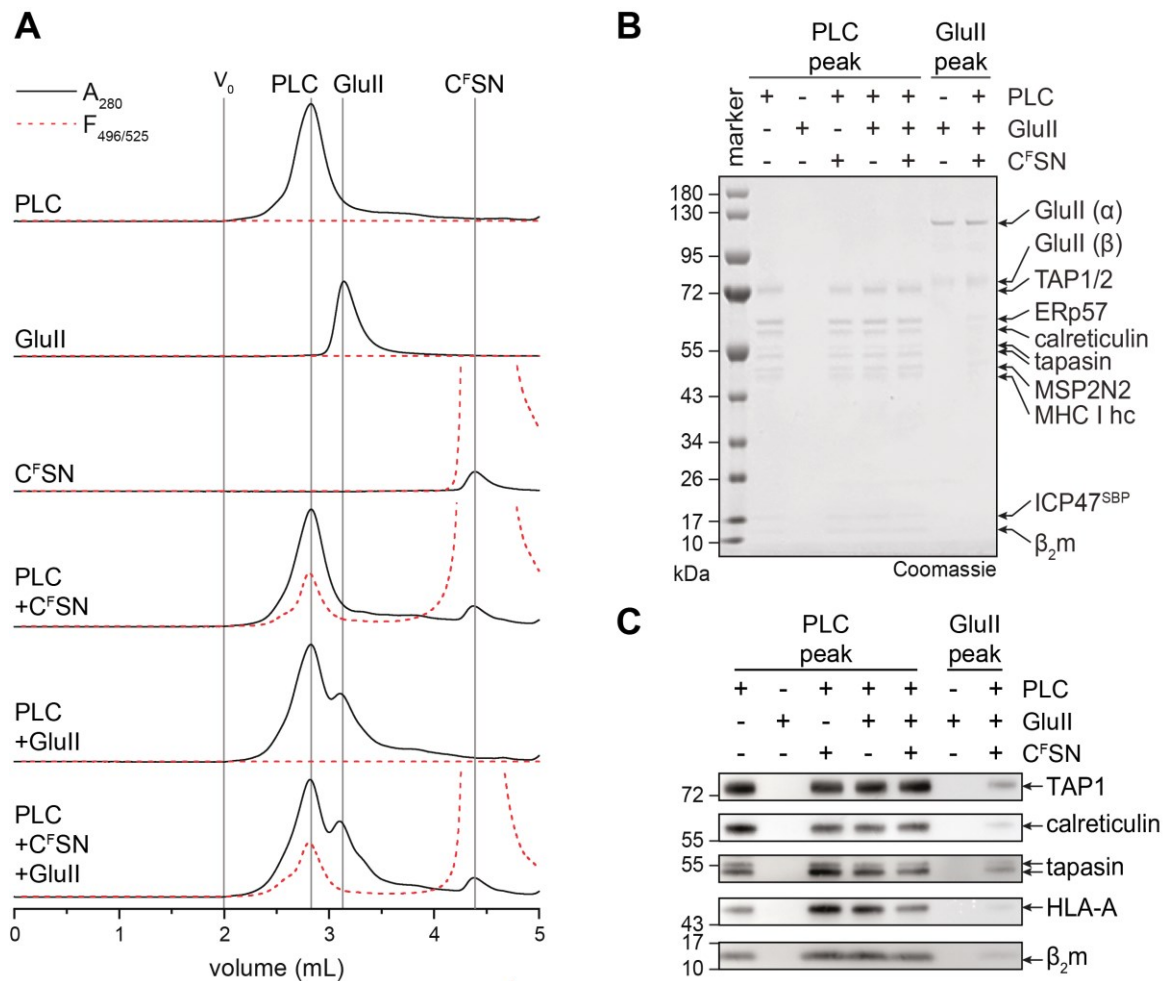 A
A₂₈₀
F₄₉₆/₅₂₅
V₀
PLC
GluII
CᶠSN
PLC
GluII
CᶠSN
PLC
+CᶠSN
PLC
+GluII
PLC
+CᶠSN
+GluII
0
1
2
3
4
5
volume (mL)
B
PLC
peak
GluII
peak
+ - + + + - + PLC
- + - + + + + GluII
- - + - + - + CᶠSN
marker
180
130
95
72
55
43
34
26
17
10
kDa
GluII (α)
GluII (β)
TAP1/2
ERp57
calreticulin
tapasin
MSP2N2
MHC I hc
ICP47ˢᴮᴾ
β₂m
Coomassie
C
PLC
peak
GluII
peak
+ - + + + - + PLC
- + - + + + + GluII
- - + - + - + CᶠSN
72 TAP1
55 calreticulin
55 tapasin
43 HLA-A
17
10 β₂m